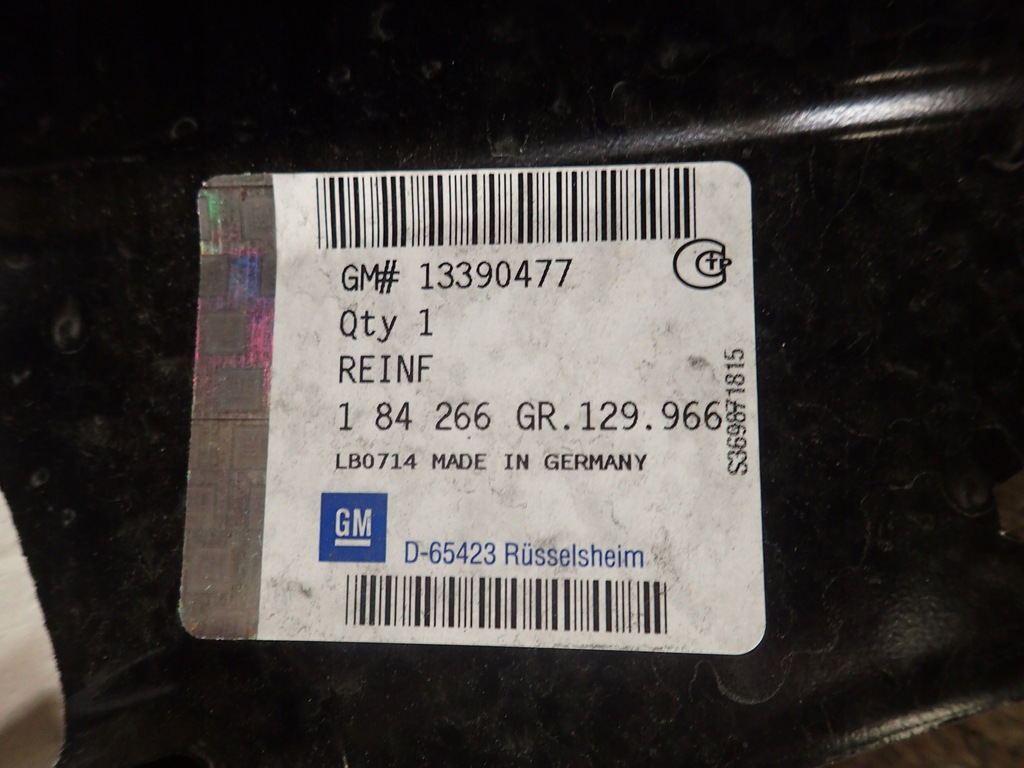 GM# 13390477
Qty 1
REINF
1 84 266 GR.129.966
LB0714 MADE IN GERMANY
GM
D-65423 Rüsselsheim
S369871815